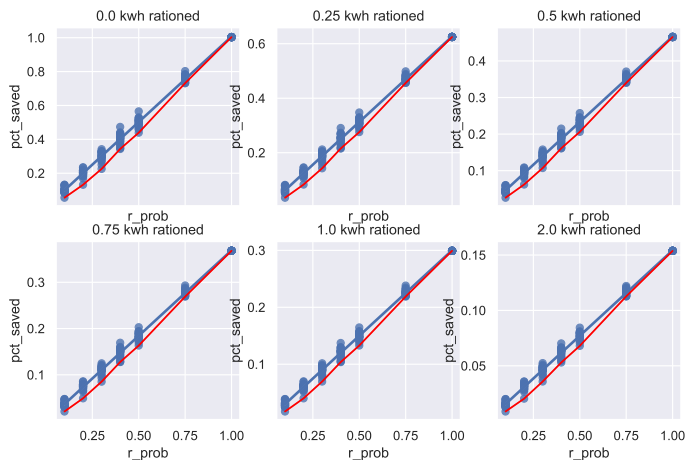 0.0 kwh rationed
0.25 kwh rationed
0.5 kwh rationed
pct_saved
1.0
0.8
0.6
0.4
0.2
pct_saved
0.6
0.4
0.2
pct_saved
0.4
0.3
0.2
0.1
r_prob
r_prob
r_prob
0.75 kwh rationed
1.0 kwh rationed
2.0 kwh rationed
pct_saved
0.3
0.2
0.1
pct_saved
0.3
0.2
0.1
pct_saved
0.15
0.10
0.05
0.25 0.50 0.75 1.00
0.25 0.50 0.75 1.00
0.25 0.50 0.75 1.00
r_prob
r_prob
r_prob